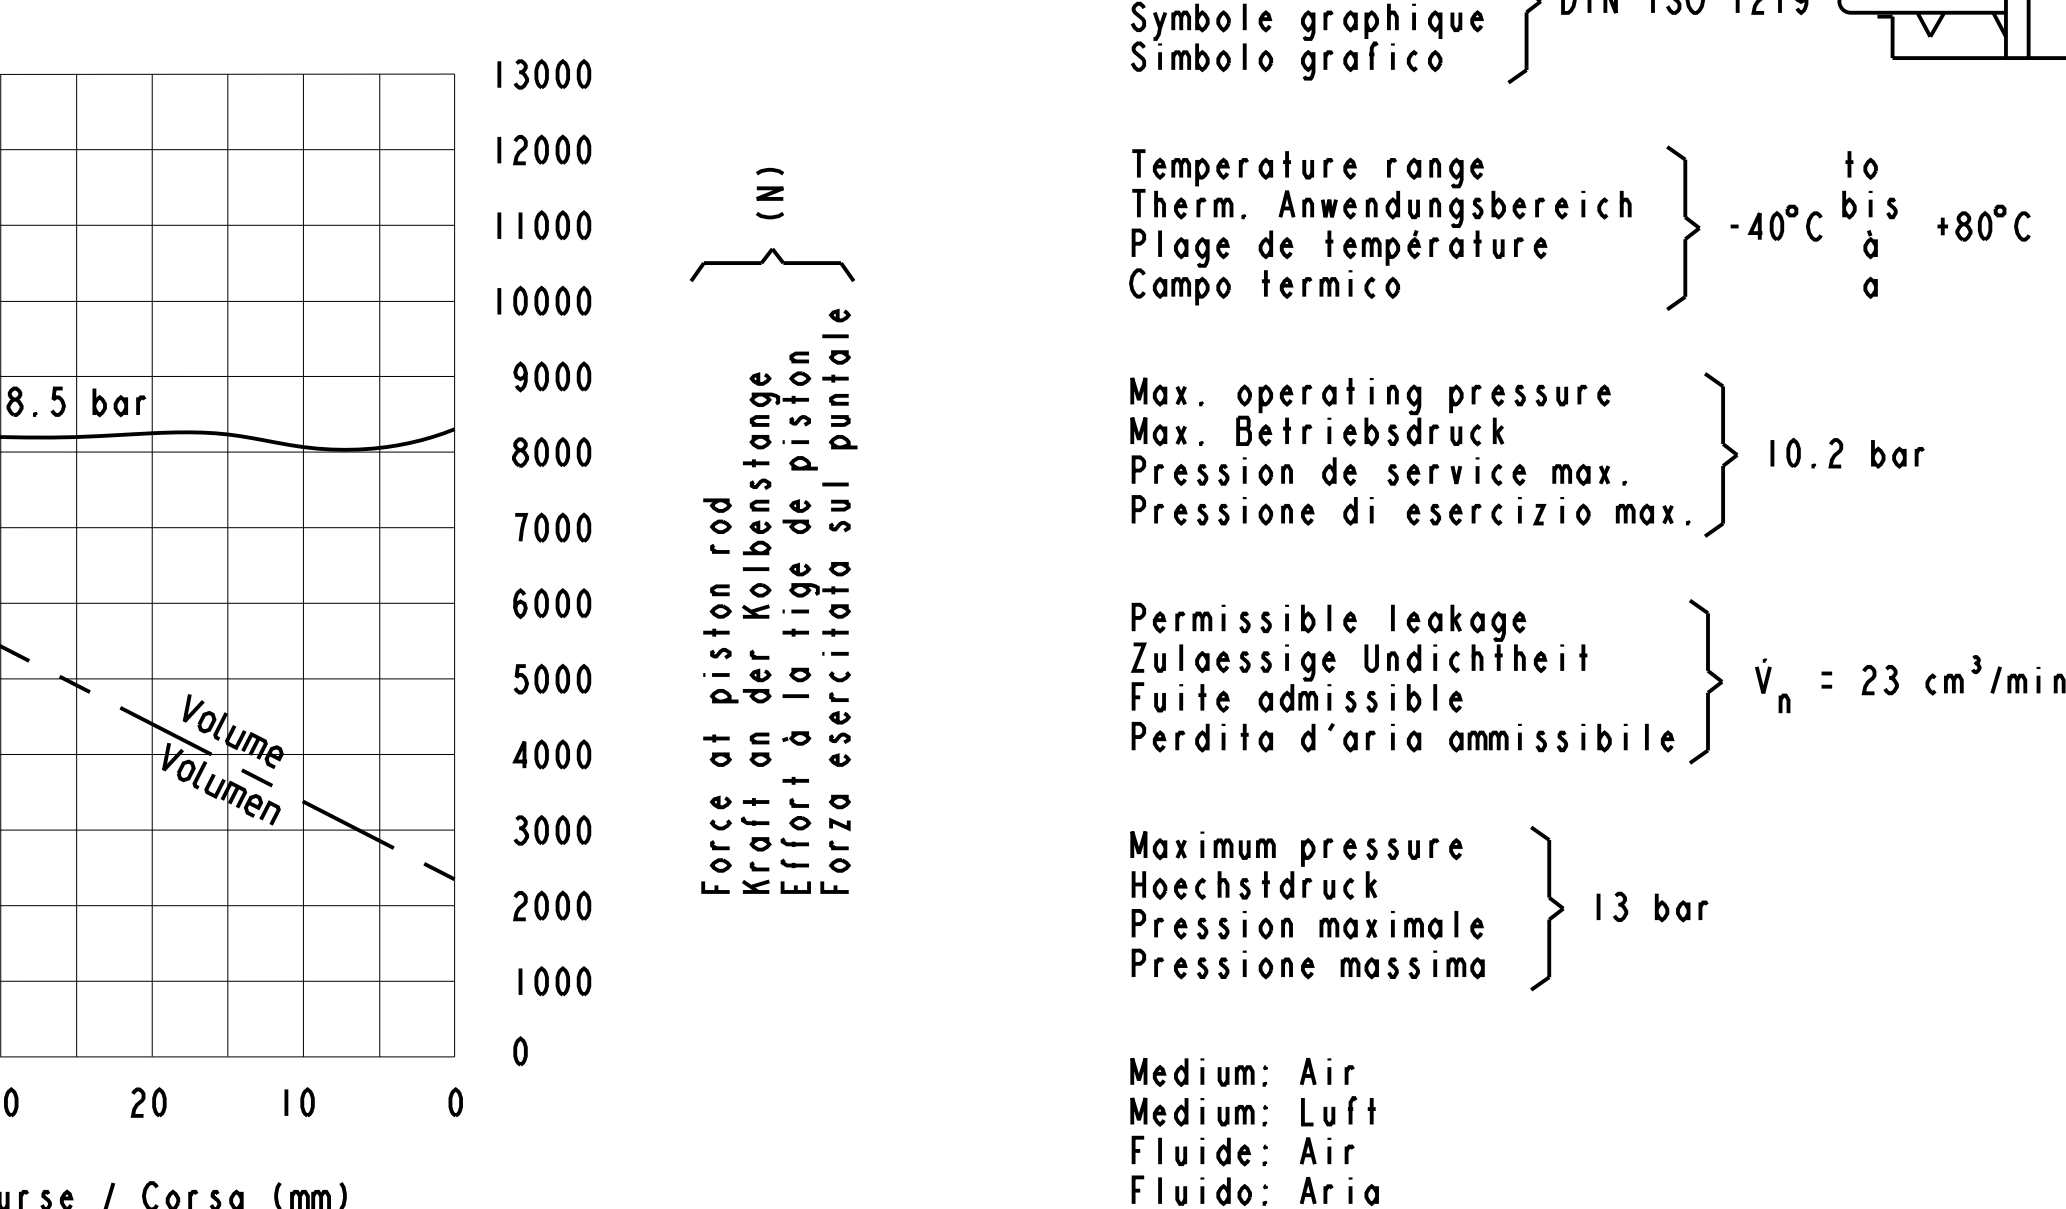 13000
12000
11000
10000
9000
8000
7000
6000
5000
4000
3000
2000
1000
0
8.5 bar
Volume
Volumen
0 20 10 0
urse / Corsa (mm)
(N)
Force at piston rod
Kraft an der Kolbenstange
Effort à la tige de piston
Forza esercitata sul puntale
Symbole graphique
Simbolo grafico
DIN ISO 1219
Temperature range
Therm. Anwendungsbereich
Plage de température
Campo termico
-40°C
to
bis
à
a
+80°C
Max. operating pressure
Max. Betriebsdruck
Pression de service max.
Pressione di esercizio max.
10.2 bar
Permissible leakage
Zulaessige Undichtheit
Fuite admissible
Perdita d'aria ammissibile
V̇n = 23 cm³/min
Maximum pressure
Hoechstdruck
Pression maximale
Pressione massima
13 bar
Medium: Air
Medium: Luft
Fluide: Air
Fluido: Aria